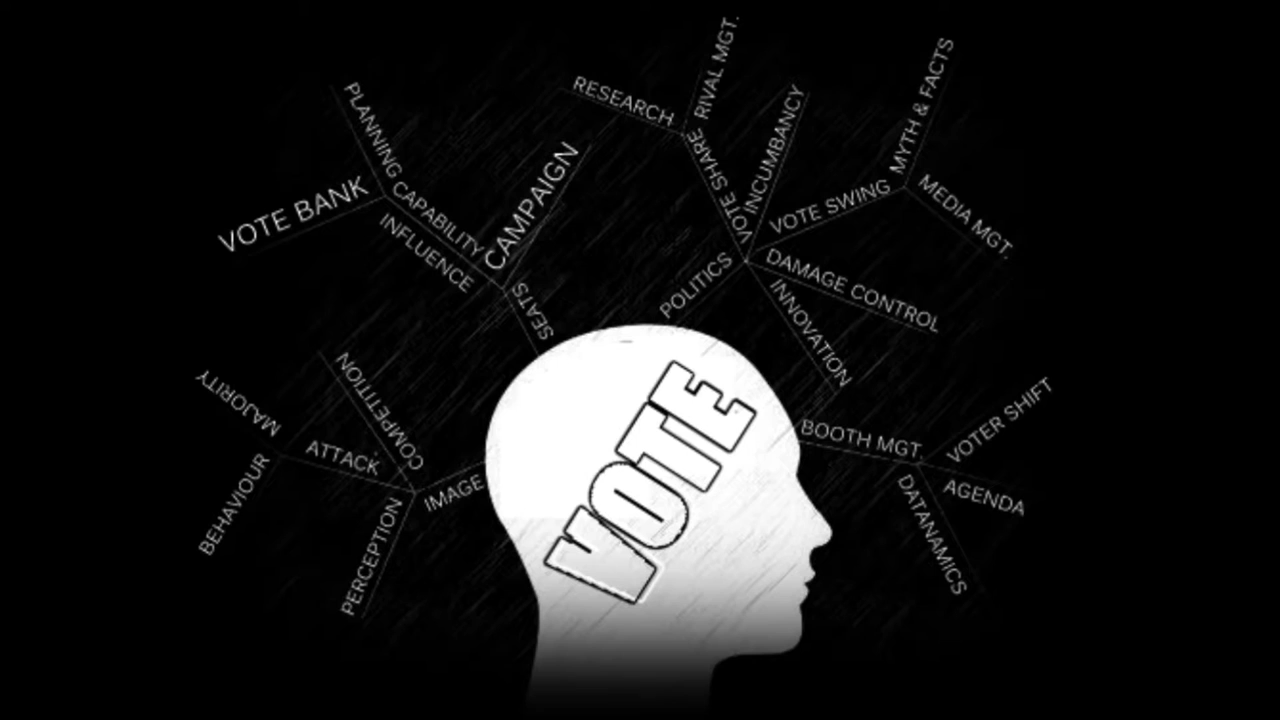 RIVAL MGT.
RESEARCH
VOTE SHARE
INCUMBANCY
MYTH & FACTS
VOTE SWING
MEDIA MGT.
PLANNING
VOTE BANK
CAPABILITY
INFLUENCE
CAMPAIGN
SEATS
POLITICS
DAMAGE CONTROL
INNOVATION
MAJORITY
COMPETITION
ATTACK
BEHAVIOUR
PERCEPTION
IMAGE
VOTE
BOOTH MGT.
VOTER SHIFT
AGENDA
DATANAMICS